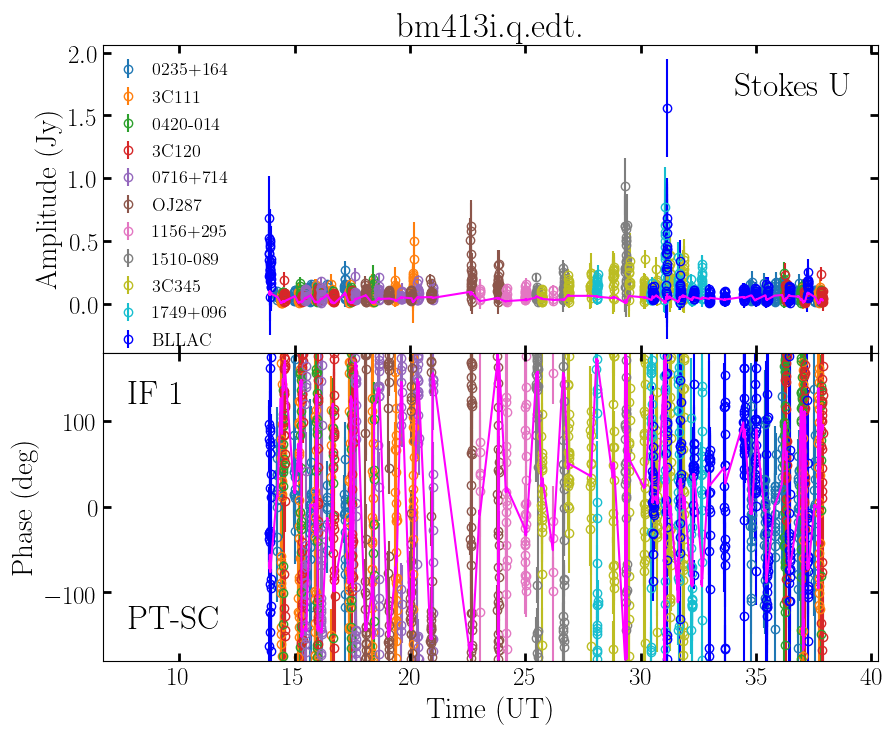 bm413i.q.edt.
Stokes U
Amplitude (Jy)
2.0
1.5
1.0
0.5
0.0
0235+164
3C111
0420-014
3C120
0716+714
OJ287
1156+295
1510-089
3C345
1749+096
BLLAC
IF 1
PT-SC
Phase (deg)
100
0
−100
10
15
20
25
30
35
40
Time (UT)